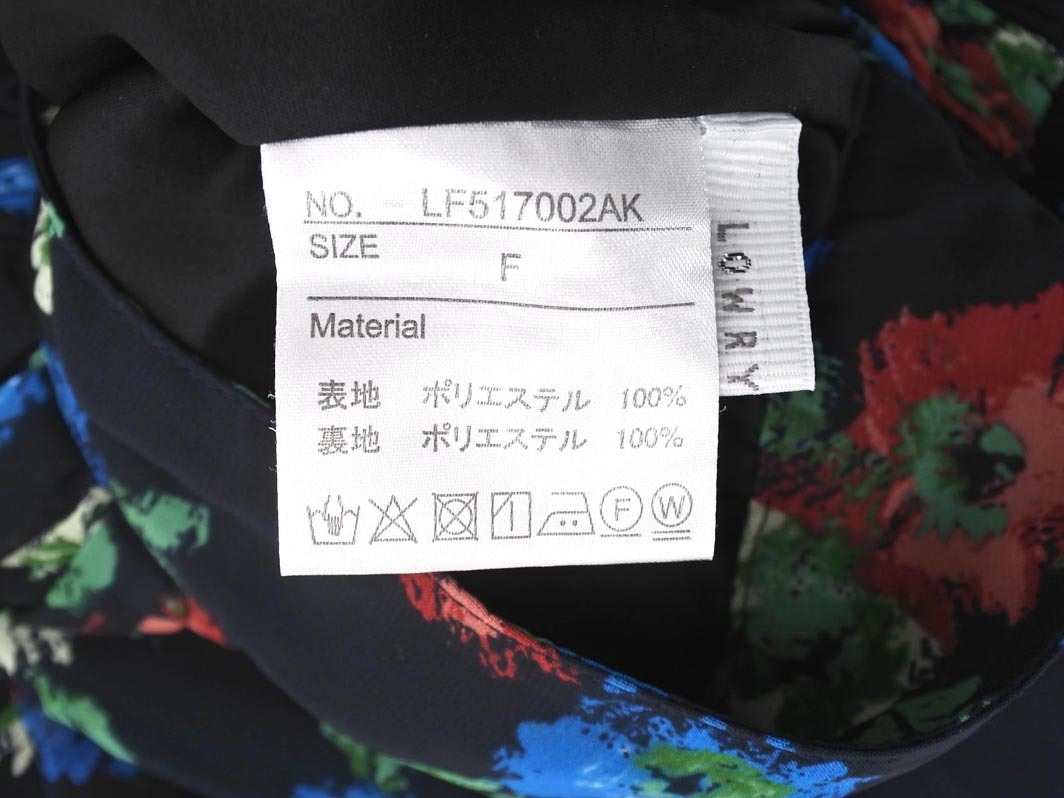 NO. LF517002AK
SIZE
F
Material
表地 ポリエステル 100%
裏地 ポリエステル 100%
F W
LOWRY